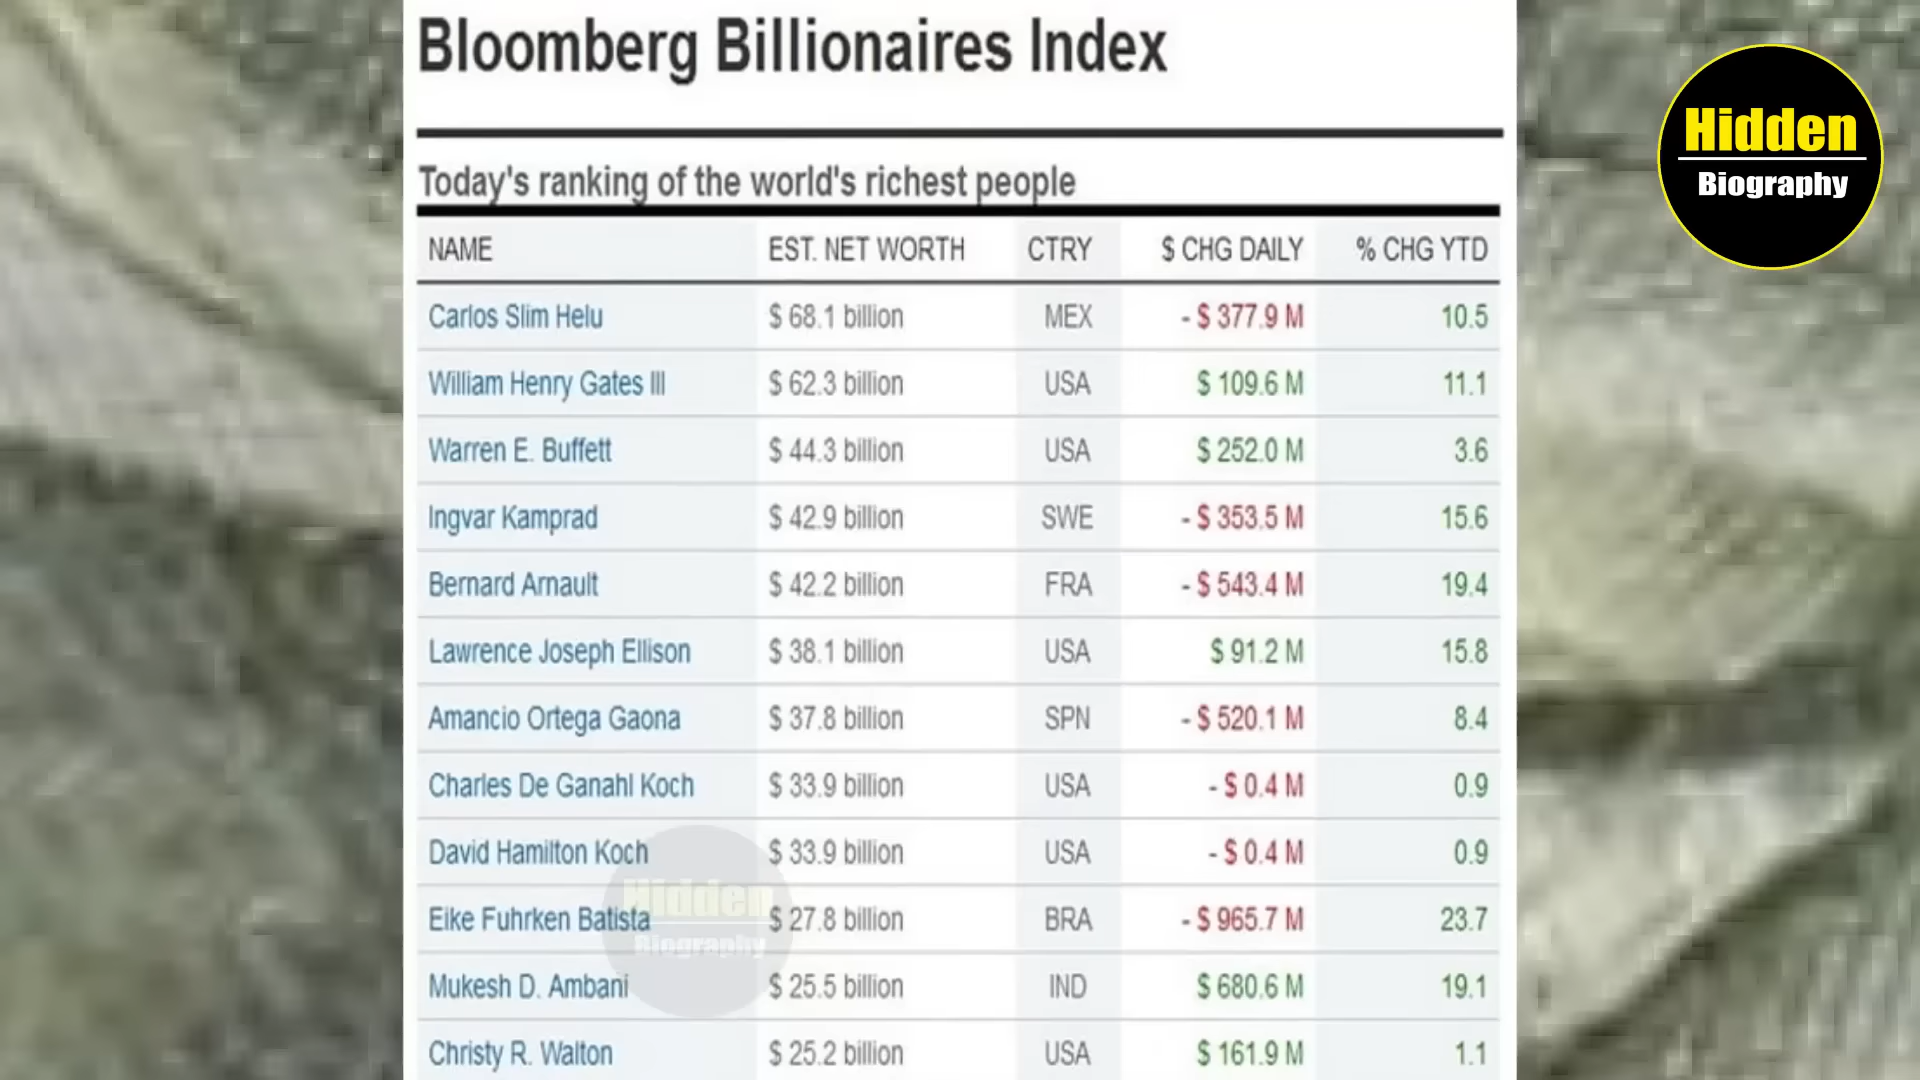 Bloomberg Billionaires Index
Hidden
Biography
Today's ranking of the world's richest people
NAME EST. NET WORTH CTRY $ CHG DAILY % CHG YTD
Carlos Slim Helu $ 68.1 billion MEX - $ 377.9 M 10.5
William Henry Gates III $ 62.3 billion USA $ 109.6 M 11.1
Warren E. Buffett $ 44.3 billion USA $ 252.0 M 3.6
Ingvar Kamprad $ 42.9 billion SWE - $ 353.5 M 15.6
Bernard Arnault $ 42.2 billion FRA - $ 543.4 M 19.4
Lawrence Joseph Ellison $ 38.1 billion USA $ 91.2 M 15.8
Amancio Ortega Gaona $ 37.8 billion SPN - $ 520.1 M 8.4
Charles De Ganahl Koch $ 33.9 billion USA - $ 0.4 M 0.9
David Hamilton Koch $ 33.9 billion USA - $ 0.4 M 0.9
Eike Fuhrken Batista $ 27.8 billion BRA - $ 965.7 M 23.7
Hidden
Biography
Mukesh D. Ambani $ 25.5 billion IND $ 680.6 M 19.1
Christy R. Walton $ 25.2 billion USA $ 161.9 M 1.1